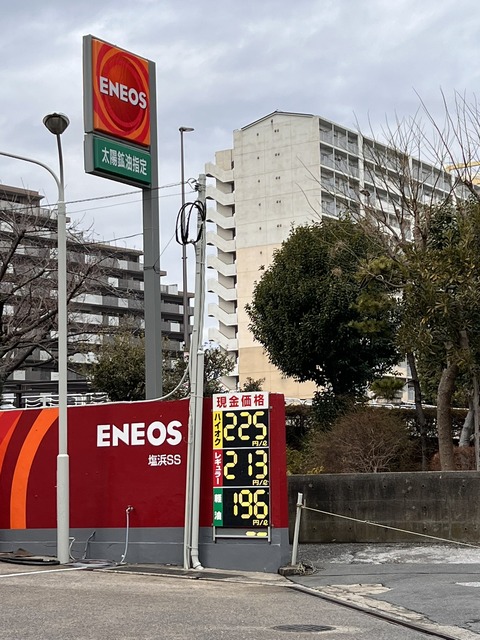 ENEOS
太陽鉱油指定
ENEOS
塩浜SS
現金価格
ハイオク 225 円/ℓ
レギュラー 213 円/ℓ
軽油 196 円/ℓ